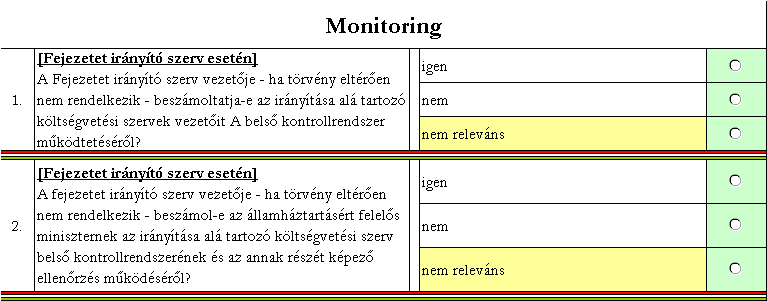 Monitoring
1.
[Fejezetet irányító szerv esetén]
A Fejezetet irányító szerv vezetője - ha törvény eltérően
nem rendelkezik - beszámoltatja-e az irányítása alá tartozó
költségvetési szervek vezetőit A belső kontrollrendszer
működtetéséről?
igen
nem
nem releváns
2.
[Fejezetet irányító szerv esetén]
A fejezetet irányító szerv vezetője - ha törvény eltérően
nem rendelkezik - beszámol-e az államháztartásért felelős
miniszternek az irányítása alá tartozó költségvetési szerv
belső kontrollrendszerének és az annak részét képező
ellenőrzés működéséről?
igen
nem
nem releváns